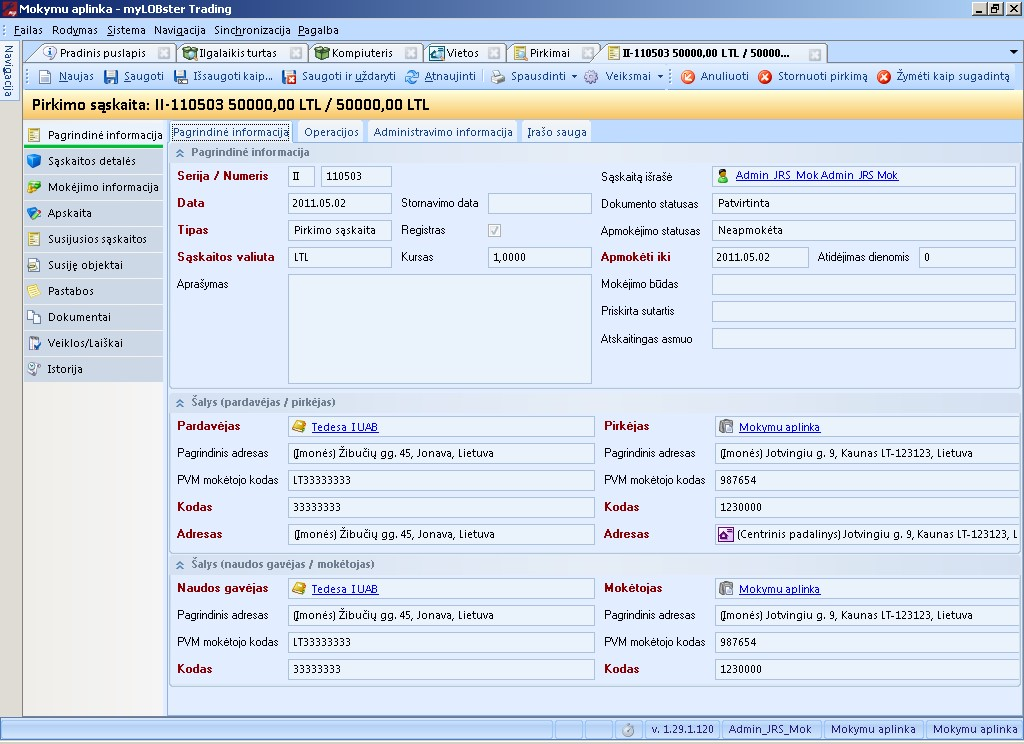 Mokymu aplinka - myLOBster Trading
Failas Rodymas Sistema Navigacija Sinchronizacija Pagalba
Navigacija
Pradinis puslapis Ilgalaikis turtas Kompiuteris Vietos Pirkimai II-110503 50000,00 LTL / 50000...
Naujas Saugoti Išsaugoti kaip... Saugoti ir uždaryti Atnaujinti Spausdinti Veiksmai Anuliuoti Stornuoti pirkimą Žymėti kaip sugadintą
Pirkimo sąskaita: II-110503 50000,00 LTL / 50000,00 LTL
Pagrindinė informacija
Sąskaitos detalės
Mokėjimo informacija
Apskaita
Susijusios sąskaitos
Susiję objektai
Pastabos
Dokumentai
Veiklos/Laiškai
Istorija
Pagrindinė informacija Operacijos Administravimo informacija Įrašo sauga
Pagrindinė informacija
Serija / Numeris II 110503 Sąskaitą išrašė Admin_JRS_Mok Admin_JRS_Mok
Data 2011.05.02 Stornavimo data Dokumento statusas Patvirtinta
Tipas Pirkimo sąskaita Registras Apmokėjimo statusas Neapmokėta
Sąskaitos valiuta LTL Kursas 1,0000 Apmokėti iki 2011.05.02 Atidėjimas dienomis 0
Aprašymas Mokėjimo būdas
Priskirta sutartis
Atskaitingas asmuo
Šalys (pardavėjas / pirkėjas)
Pardavėjas Tedesa I UAB Pirkėjas Mokymu aplinka
Pagrindinis adresas (Įmonės) Žibučių gg. 45, Jonava, Lietuva Pagrindinis adresas (Įmonės) Jotvingiu g. 9, Kaunas LT-123123, Lietuva
PVM mokėtojo kodas LT33333333 PVM mokėtojo kodas 987654
Kodas 33333333 Kodas 1230000
Adresas (Įmonės) Žibučių gg. 45, Jonava, Lietuva Adresas (Centrinis padalinys) Jotvingiu g. 9, Kaunas LT-123123, L
Šalys (naudos gavėjas / mokėtojas)
Naudos gavėjas Tedesa I UAB Mokėtojas Mokymu aplinka
Pagrindinis adresas (Įmonės) Žibučių gg. 45, Jonava, Lietuva Pagrindinis adresas (Įmonės) Jotvingiu g. 9, Kaunas LT-123123, Lietuva
PVM mokėtojo kodas LT33333333 PVM mokėtojo kodas 987654
Kodas 33333333 Kodas 1230000
v. 1.29.1.120 Admin_JRS_Mok Mokymu aplinka Mokymu aplinka